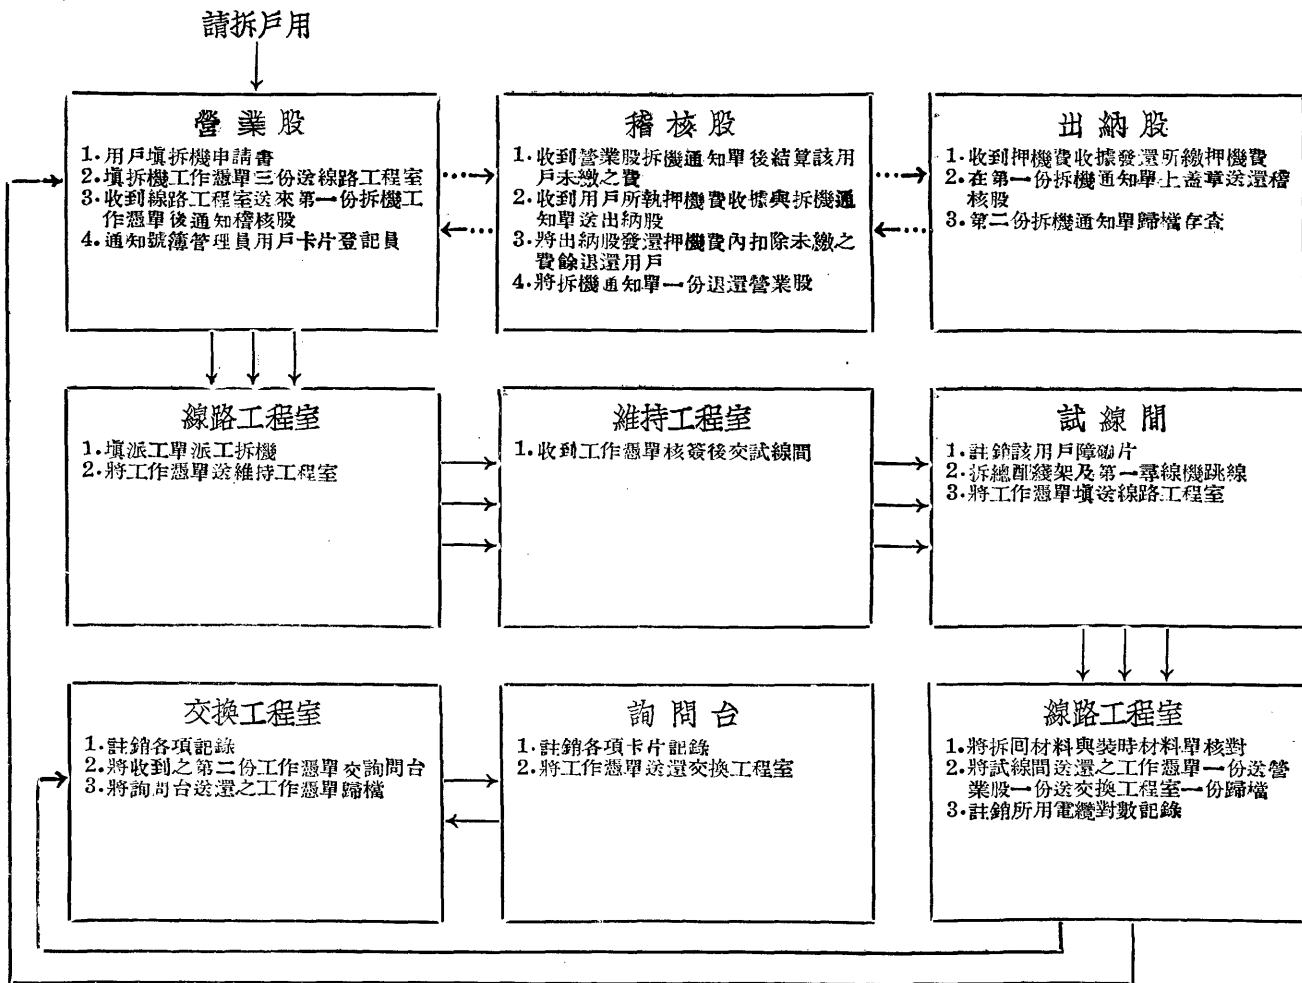 請拆戶用
營業股
1.用戶填拆機申請書
2.填拆機工作憑單三份送線路工程室
3.收到線路工程室送來第一份拆機工
作憑單後通知稽核股
4.通知號簿管理員用戶卡片登記員
稽核股
1.收到營業股拆機通知單後結算該用
戶未繳之費
2.收到用戶所執押機費收據與拆機通
知單送出納股
3.將出納股發還押機費內扣除未繳之
費餘退還用戶
4.將拆機通知單一份退還營業股
出納股
1.收到押機費收據發還所繳押機費
2.在第一份拆機通知單上盖章送還稽
核股
3.第二份拆機通知單歸檔存查
線路工程室
1.填派工單派工拆機
2.將工作憑單送維持工程室
維持工程室
1.收到工作憑單核簽後交試線間
試線間
1.註銷該用戶障碍片
2.拆總配綫架及第一尋線機跳線
3.將工作憑單填送線路工程室
交換工程室
1.註銷各項記錄
2.將收到之第二份工作憑單交詢問台
3.將詢問台送還之工作憑單歸檔
詢問台
1.註銷各項卡片記錄
2.將工作憑單送還交換工程室
線路工程室
1.將拆回材料與裝時材料單核對
2.將試線間送還之工作憑單一份送營
業股一份送交換工程室一份歸檔
3.註銷所用電纜對數記錄